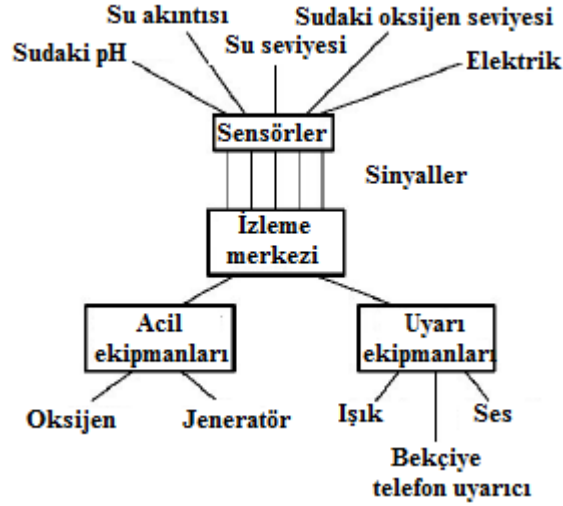 Su akıntısı
Sudaki oksijen seviyesi
Su seviyesi
Sudaki pH
Elektrik
Sensörler
Sinyaller
İzleme
merkezi
Acil
ekipmanları
Uyarı
ekipmanları
Oksijen
Jeneratör
Işık
Ses
Bekçiye
telefon uyarıcı